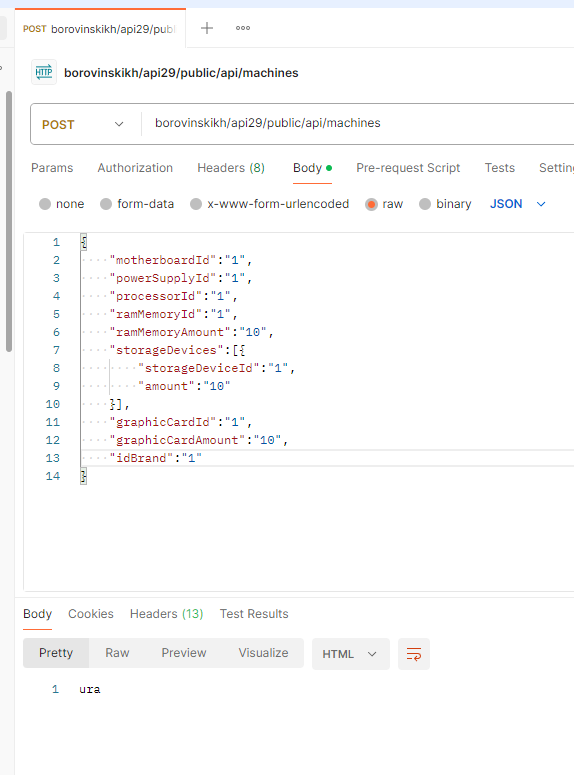 POST borovinskikh/api29/publ
HTTP borovinskikh/api29/public/api/machines
POST borovinskikh/api29/public/api/machines
Params Authorization Headers (8) Body Pre-request Script Tests Setting
none form-data x-www-form-urlencoded raw binary JSON
1 {
2 "motherboardId":"1",
3 "powerSupplyId":"1",
4 "processorId":"1",
5 "ramMemoryId":"1",
6 "ramMemoryAmount":"10",
7 "storageDevices":[{
8 "storageDeviceId":"1",
9 "amount":"10"
10 }],
11 "graphicCardId":"1",
12 "graphicCardAmount":"10",
13 "idBrand":"1"
14 }
Body Cookies Headers (13) Test Results
Pretty Raw Preview Visualize HTML
1 ura